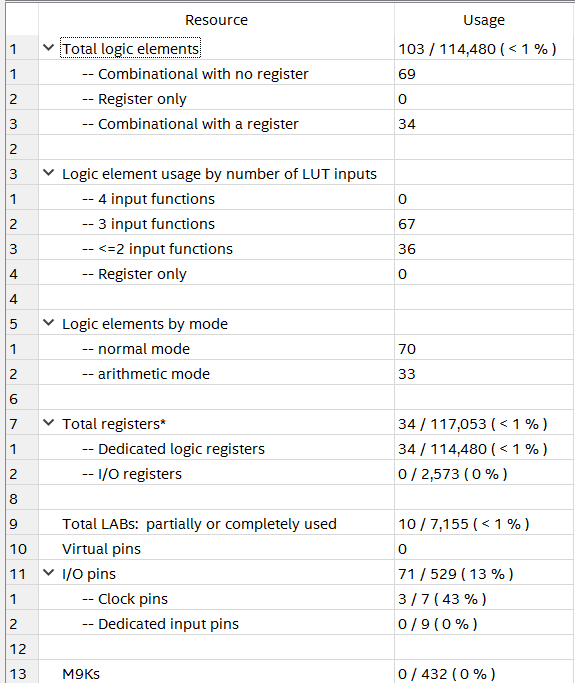 Resource Usage
1 Total logic elements 103 / 114,480 ( < 1 % )
1 -- Combinational with no register 69
2 -- Register only 0
3 -- Combinational with a register 34
2
3 Logic element usage by number of LUT inputs
1 -- 4 input functions 0
2 -- 3 input functions 67
3 -- <=2 input functions 36
4 -- Register only 0
4
5 Logic elements by mode
1 -- normal mode 70
2 -- arithmetic mode 33
6
7 Total registers* 34 / 117,053 ( < 1 % )
1 -- Dedicated logic registers 34 / 114,480 ( < 1 % )
2 -- I/O registers 0 / 2,573 ( 0 % )
8
9 Total LABs: partially or completely used 10 / 7,155 ( < 1 % )
10 Virtual pins 0
11 I/O pins 71 / 529 ( 13 % )
1 -- Clock pins 3 / 7 ( 43 % )
2 -- Dedicated input pins 0 / 9 ( 0 % )
12
13 M9Ks 0 / 432 ( 0 % )